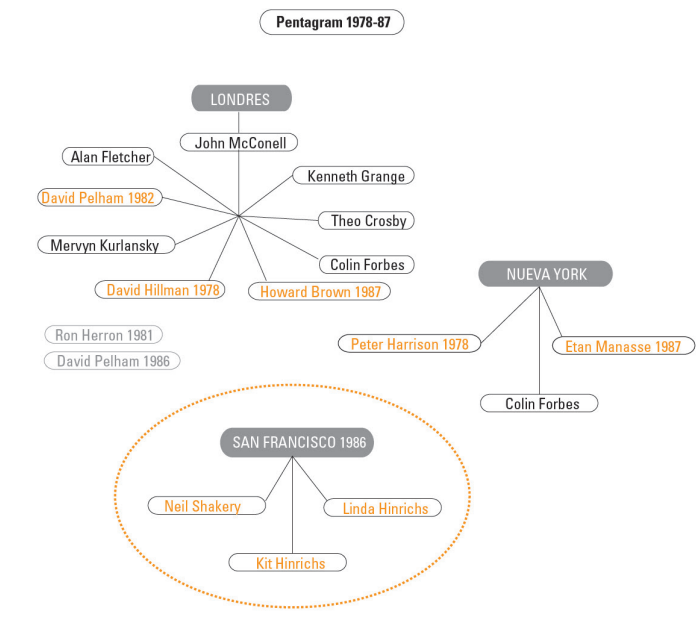 Pentagram 1978-87
LONDRES
John McConell
Alan Fletcher
Kenneth Grange
David Pelham 1982
Theo Crosby
Mervyn Kurlansky
Colin Forbes
David Hillman 1978
Howard Brown 1987
NUEVA YORK
Ron Herron 1981
David Pelham 1986
Peter Harrison 1978
Etan Manasse 1987
Colin Forbes
SAN FRANCISCO 1986
Neil Shakery
Linda Hinrichs
Kit Hinrichs